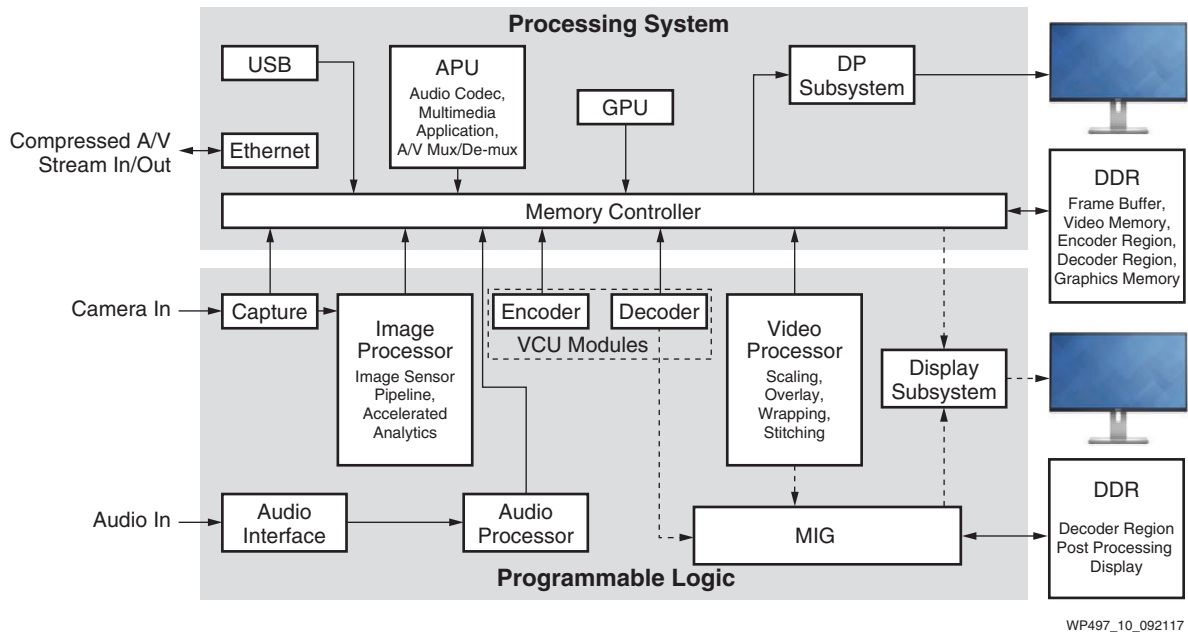 Processing System
USB
APU
Audio Codec,
Multimedia
Application,
A/V Mux/De-mux
GPU
DP
Subsystem
Compressed A/V
Stream In/Out
Ethernet
Memory Controller
DDR
Frame Buffer,
Video Memory,
Encoder Region,
Decoder Region,
Graphics Memory
Camera In
Capture
Image
Processor
Image Sensor
Pipeline,
Accelerated
Analytics
Encoder
Decoder
VCU Modules
Video
Processor
Scaling,
Overlay,
Wrapping,
Stitching
Display
Subsystem
Audio In
Audio
Interface
Audio
Processor
MIG
DDR
Decoder Region
Post Processing
Display
Programmable Logic
WP497_10_092117